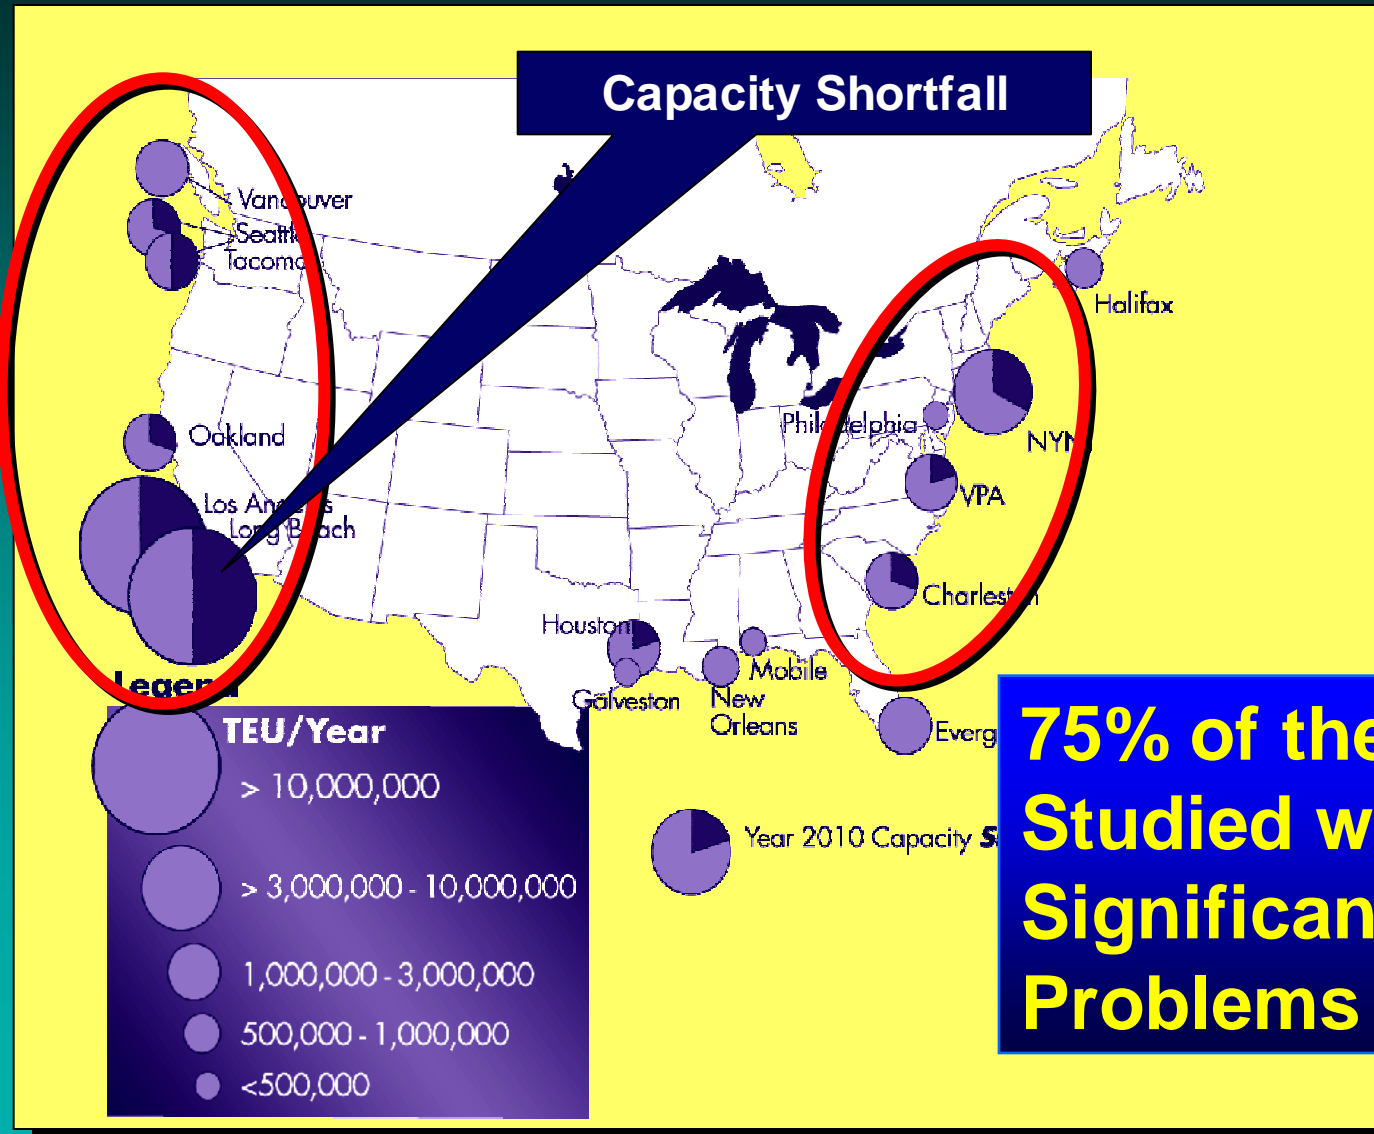 Capacity Shortfall
Vancouver
Seattle
Tacoma
Halifax
Oakland
Philadelphia
NYNJ
Los Angeles
Long Beach
VPA
Charleston
Houston
Mobile
Galveston
New
Orleans
Legend
TEU/Year
> 10,000,000
> 3,000,000 - 10,000,000
1,000,000 - 3,000,000
500,000 - 1,000,000
<500,000
Everg
Year 2010 Capacity
75% of the
Studied w
Significan
Problems